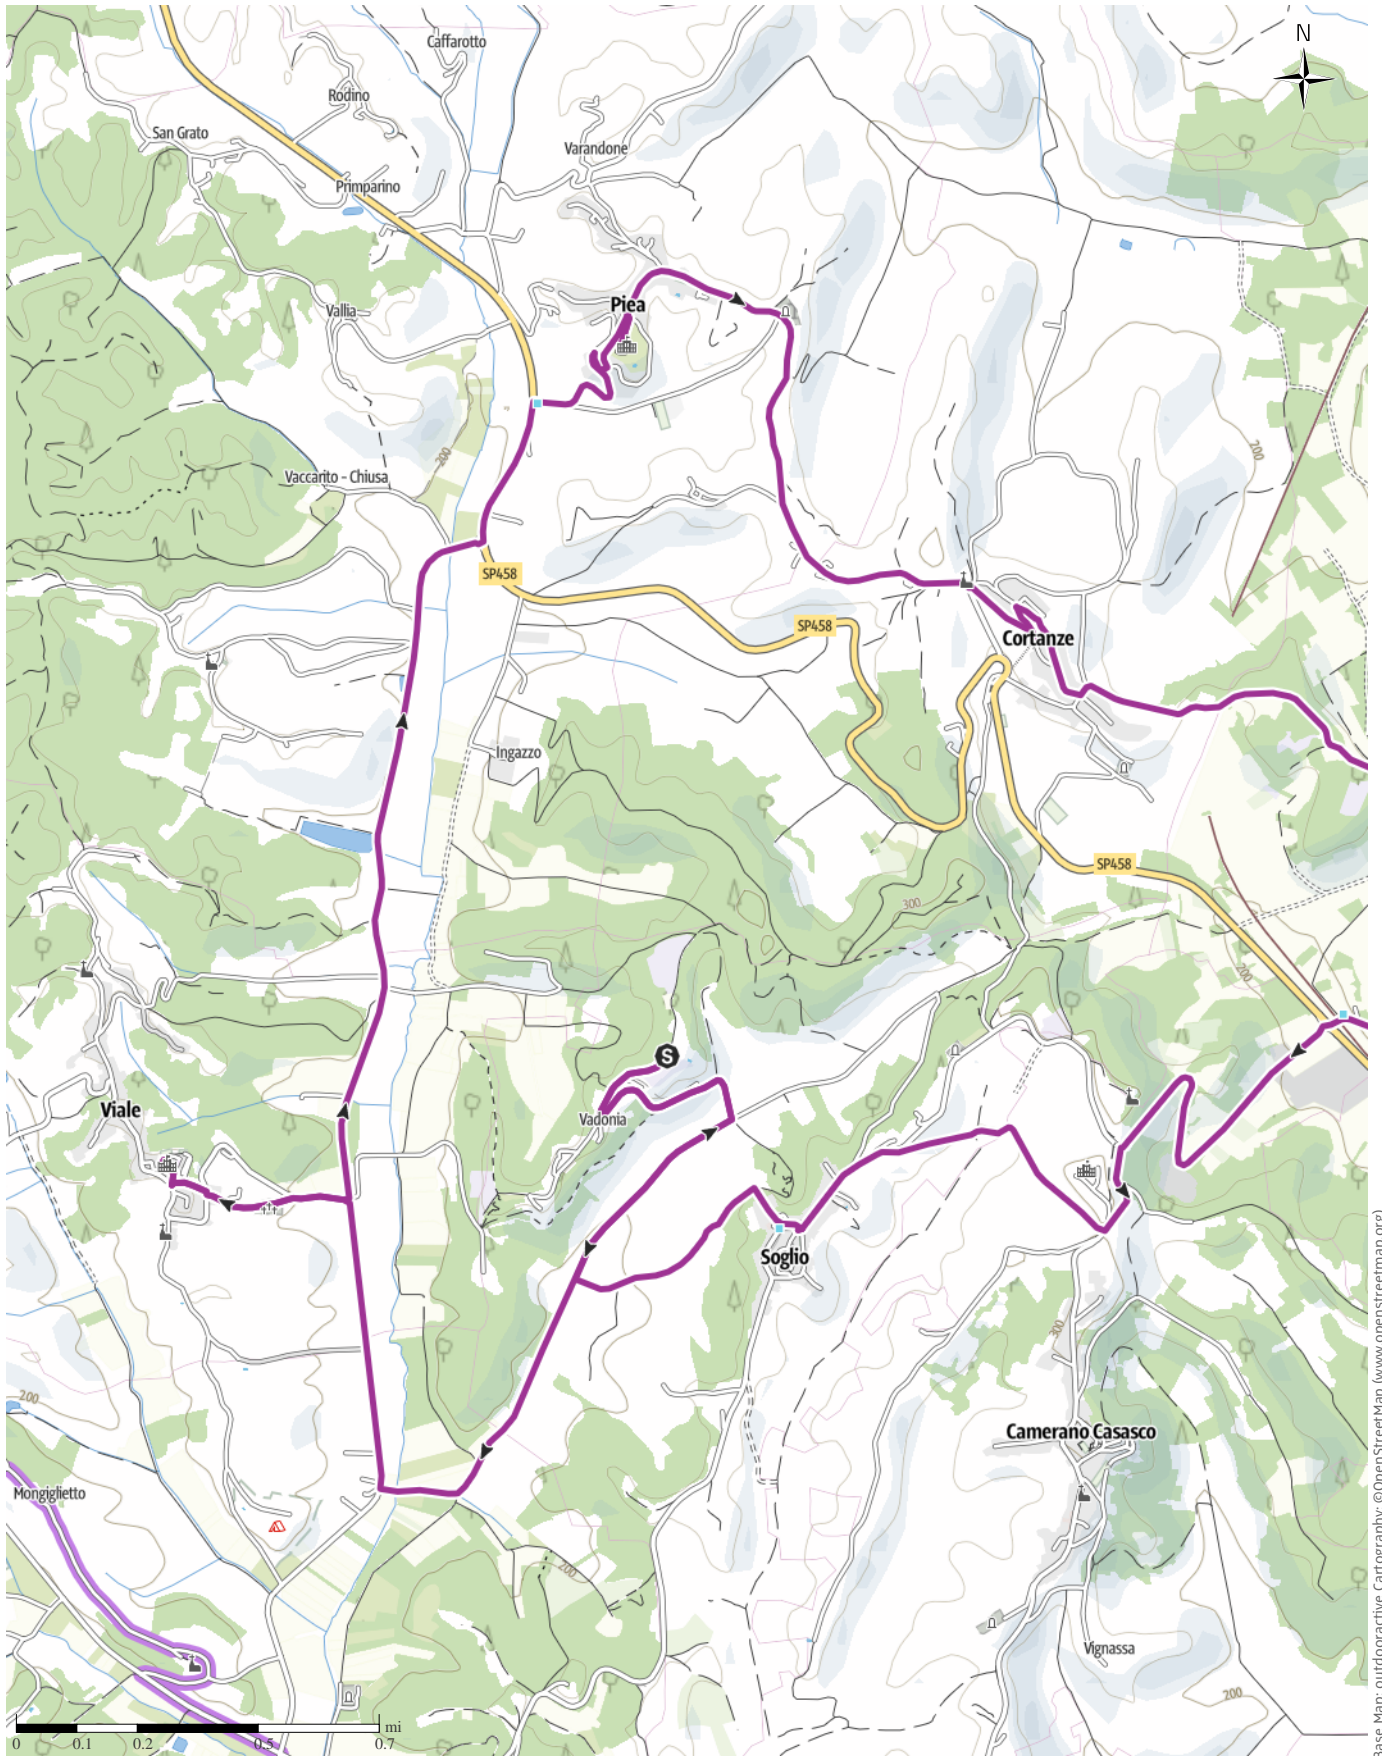 N
Caffarotto
Rodino
San Grato
Varandone
Primparino
Piea
Vallia
200
200
Vaccarito - Chiusa
SP458
SP458
Cortanze
Ingazzo
SP458
300
200
S
Viale
Vadonia
Soglio
300
200
Camerano Casasco
Mongiglietto
200
Vignassa
200
mi
0 0.1 0.2 0.5 0.7
Base Map: outdooractive Cartography; ©OpenStreetMap (www.openstreetmap.org)